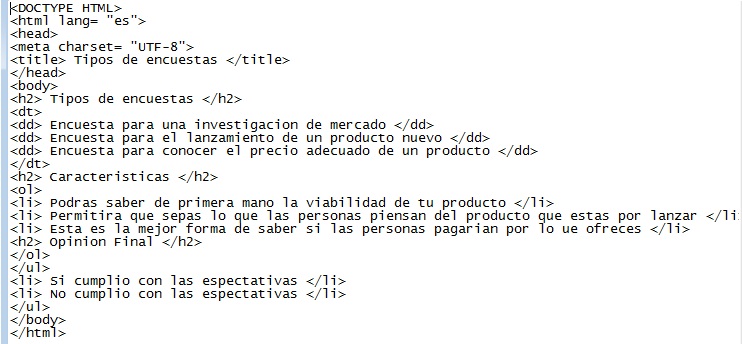 <DOCTYPE HTML>
<html lang= "es">
<head>
<meta charset= "UTF-8">
<title> Tipos de encuestas </title>
</head>
<body>
<h2> Tipos de encuestas </h2>
<dt>
<dd> Encuesta para una investigacion de mercado </dd>
<dd> Encuesta para el lanzamiento de un producto nuevo </dd>
<dd> Encuesta para conocer el precio adecuado de un producto </dd>
</dt>
<h2> Caracteristicas </h2>
<ol>
<li> Podras saber de primera mano la viabilidad de tu producto </li>
<li> Permitira que sepas lo que las personas piensan del producto que estas por lanzar </li
<li> Esta es la mejor forma de saber si las personas pagarian por lo ue ofreces </li>
<h2> Opinion Final </h2>
</ol>
</ul>
<li> Si cumplio con las espectativas </li>
<li> No cumplio con las espectativas </li>
</ul>
</body>
</html>